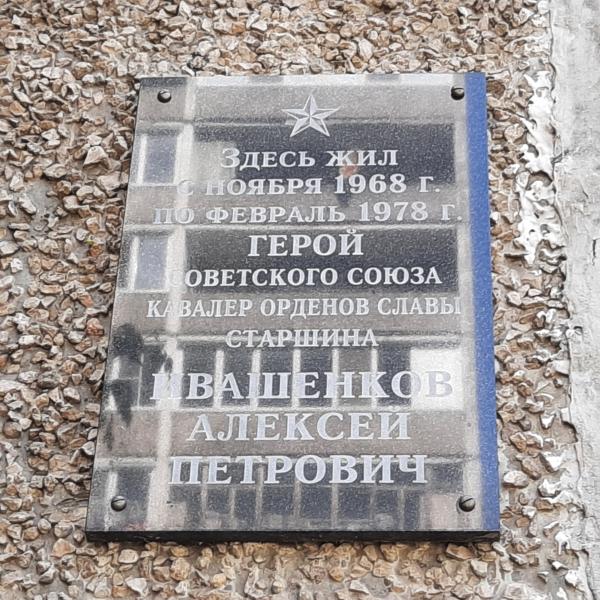 Здесь жил
с ноября 1968 г.
по февраль 1978 г.
ГЕРОЙ
СОВЕТСКОГО СОЮЗА
КАВАЛЕР ОРДЕНОВ СЛАВЫ
СТАРШИНА
ИВАШЕНКОВ
АЛЕКСЕЙ
ПЕТРОВИЧ